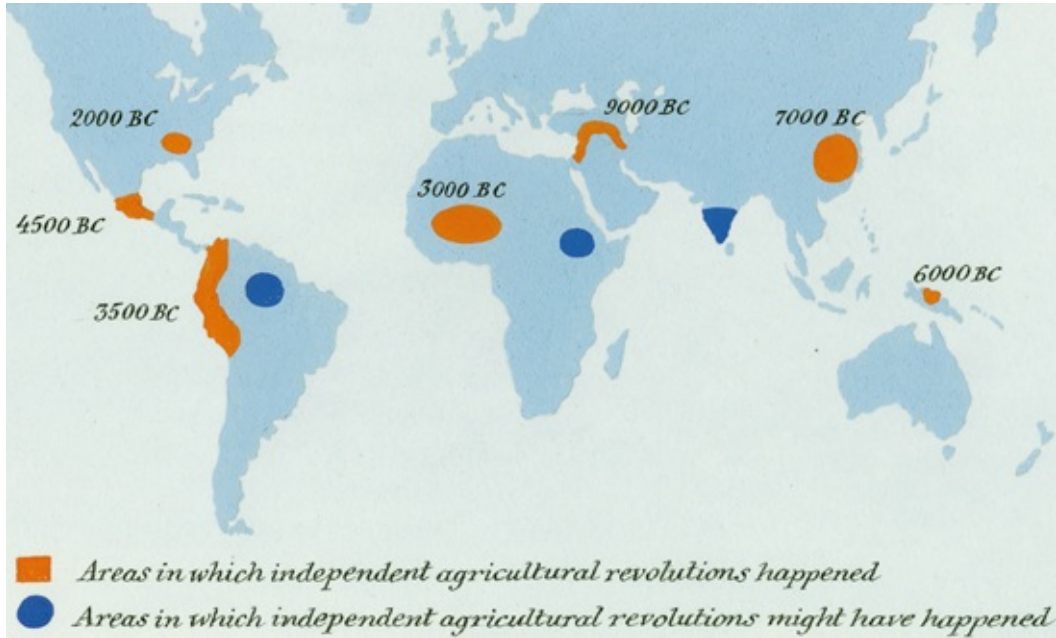 9000 BC
2000 BC
7000 BC
3000 BC
4500 BC
6000 BC
3500 BC
Areas in which independent agricultural revolutions happened
Areas in which independent agricultural revolutions might have happened